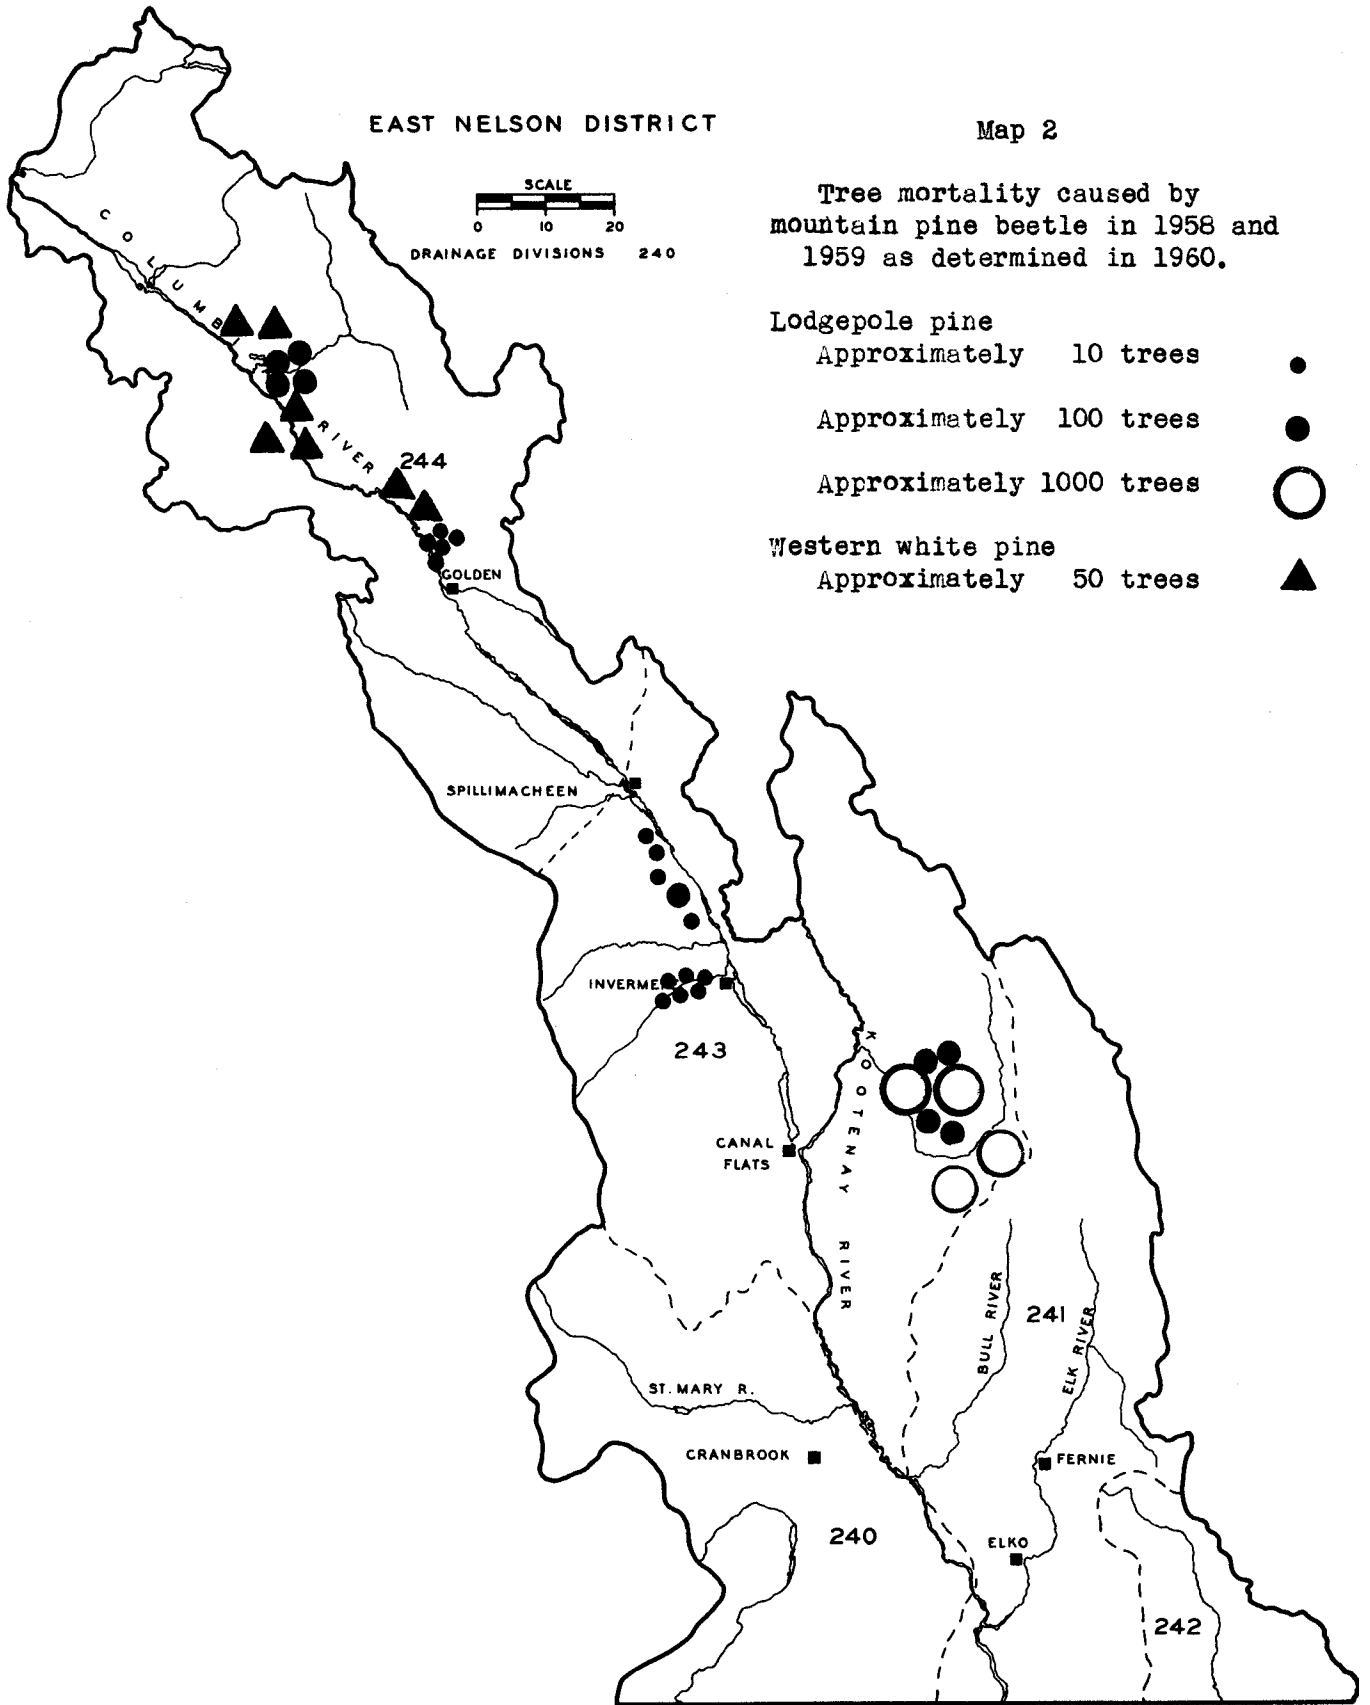 EAST NELSON DISTRICT
SCALE
0 10 20
DRAINAGE DIVISIONS 240
Map 2
Tree mortality caused by
mountain pine beetle in 1958 and
1959 as determined in 1960.
Lodgepole pine
Approximately 10 trees
Approximately 100 trees
Approximately 1000 trees
Western white pine
Approximately 50 trees
COLUMBI
RIVER
244
GOLDEN
SPILLIMACHEEN
INVERME
243
CANAL
FLATS
KOOTENAY RIVER
BULL RIVER
241
ELK RIVER
ST. MARY R.
CRANBROOK
FERNIE
240
ELKO
242